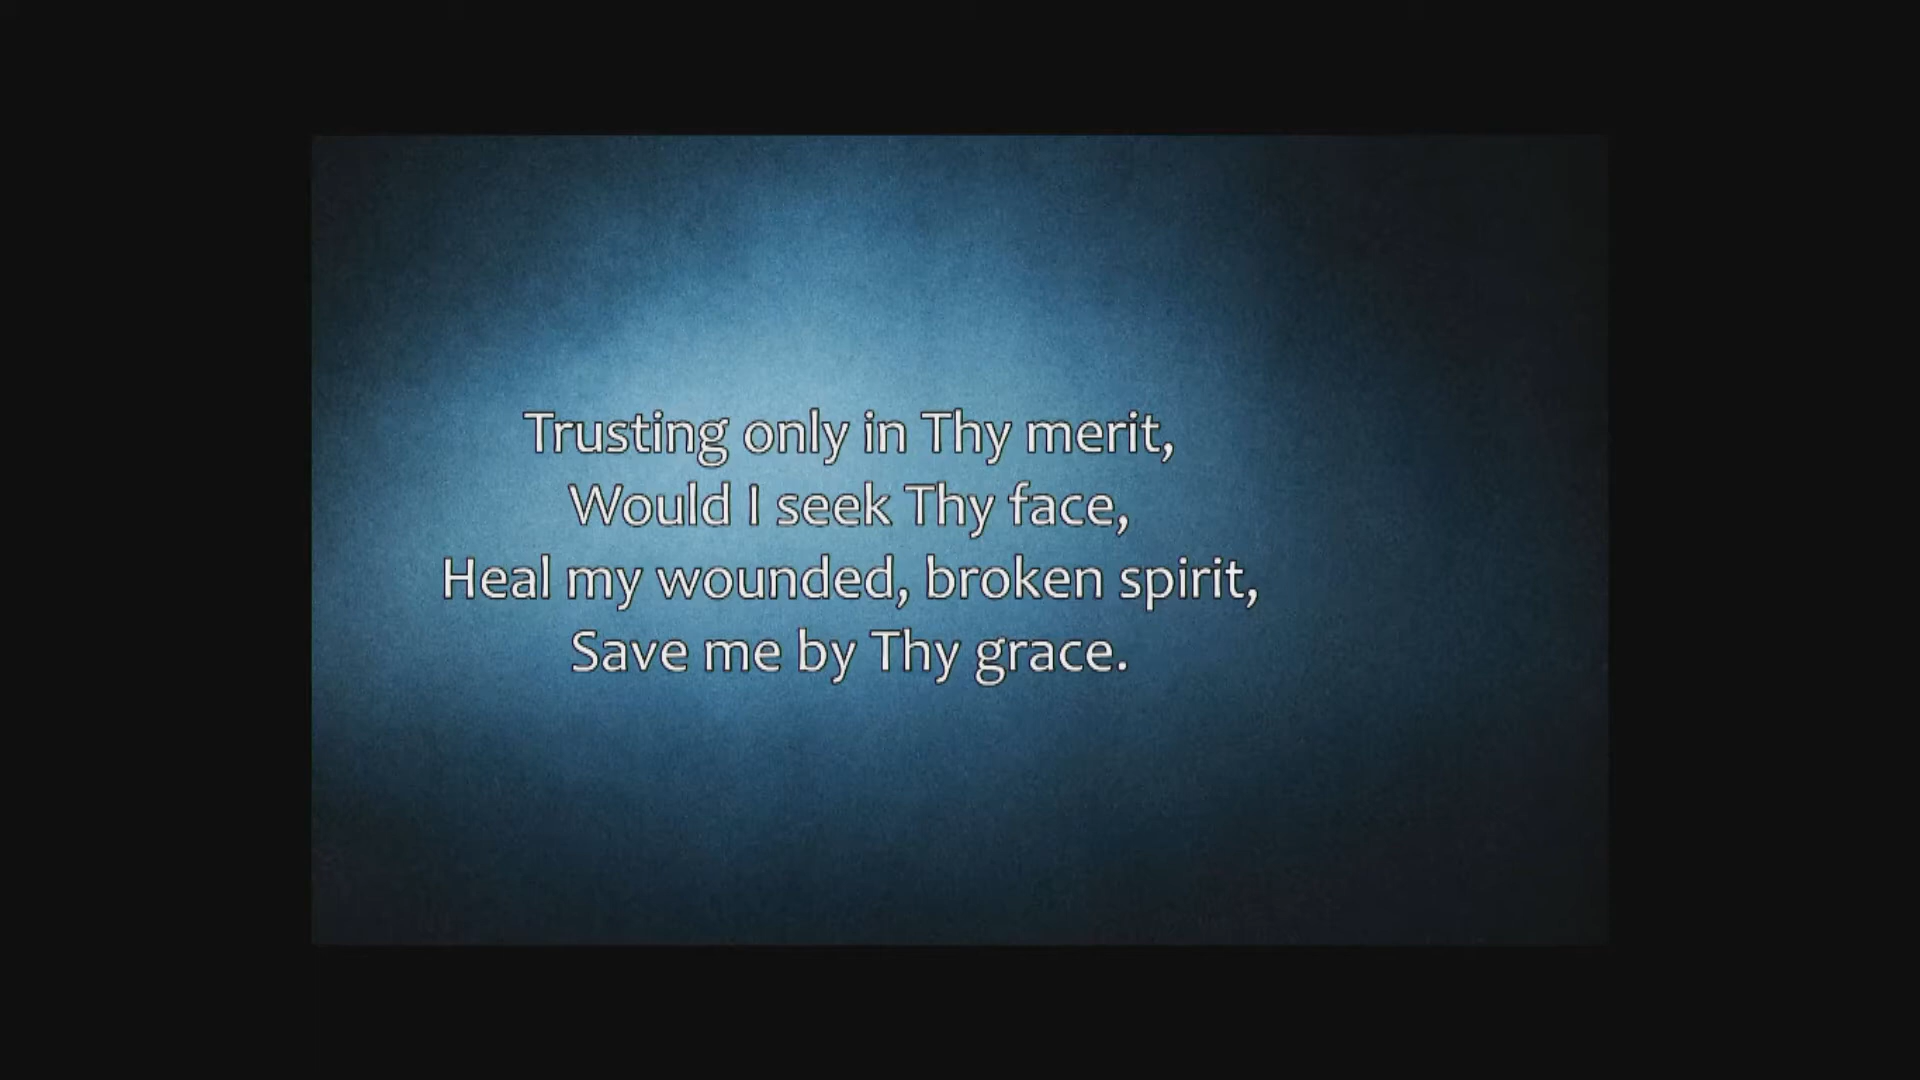 Trusting only in Thy merit,
Would I seek Thy face,
Heal my wounded, broken spirit,
Save me by Thy grace.